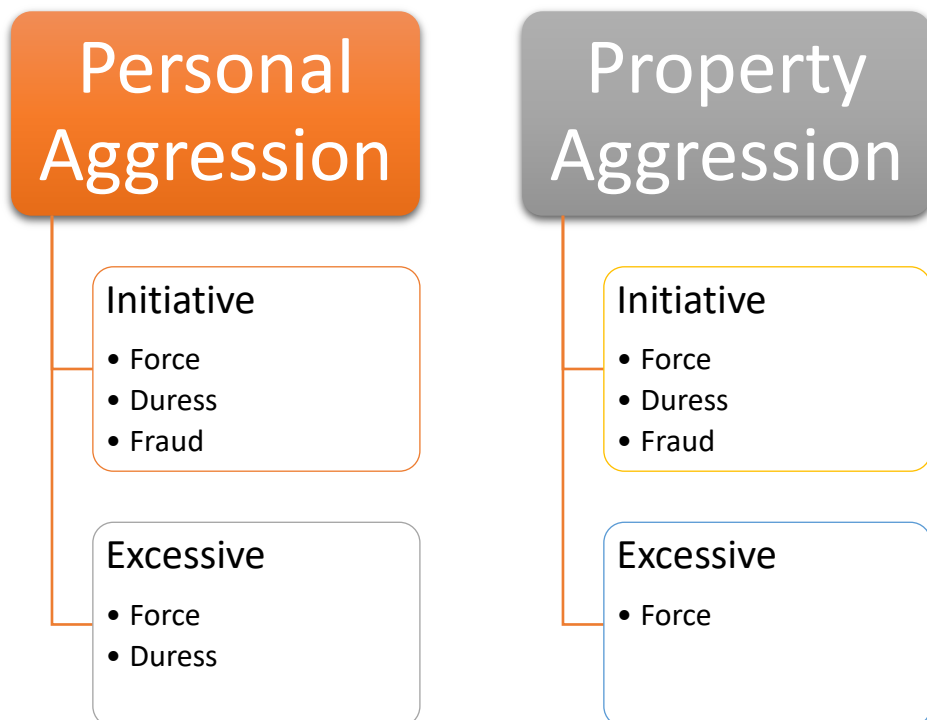 Personal
Aggression
Initiative
• Force
• Duress
• Fraud
Excessive
• Force
• Duress
Property
Aggression
Initiative
• Force
• Duress
• Fraud
Excessive
• Force